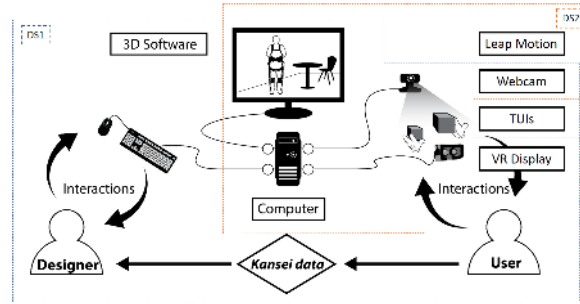 DS1
DS2
3D Software
Leap Motion
Webcam
TUIs
VR Display
Interactions
Interactions
Computer
Designer
Kansei data
User